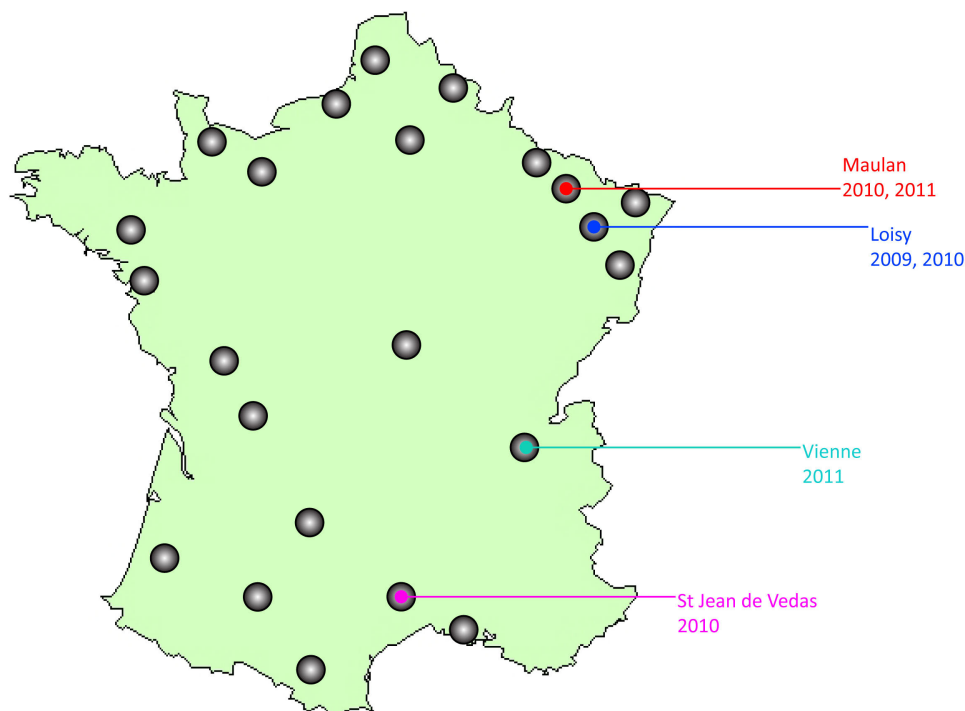 Maulan
2010, 2011
Loisy
2009, 2010
Vienne
2011
St Jean de Vedas
2010